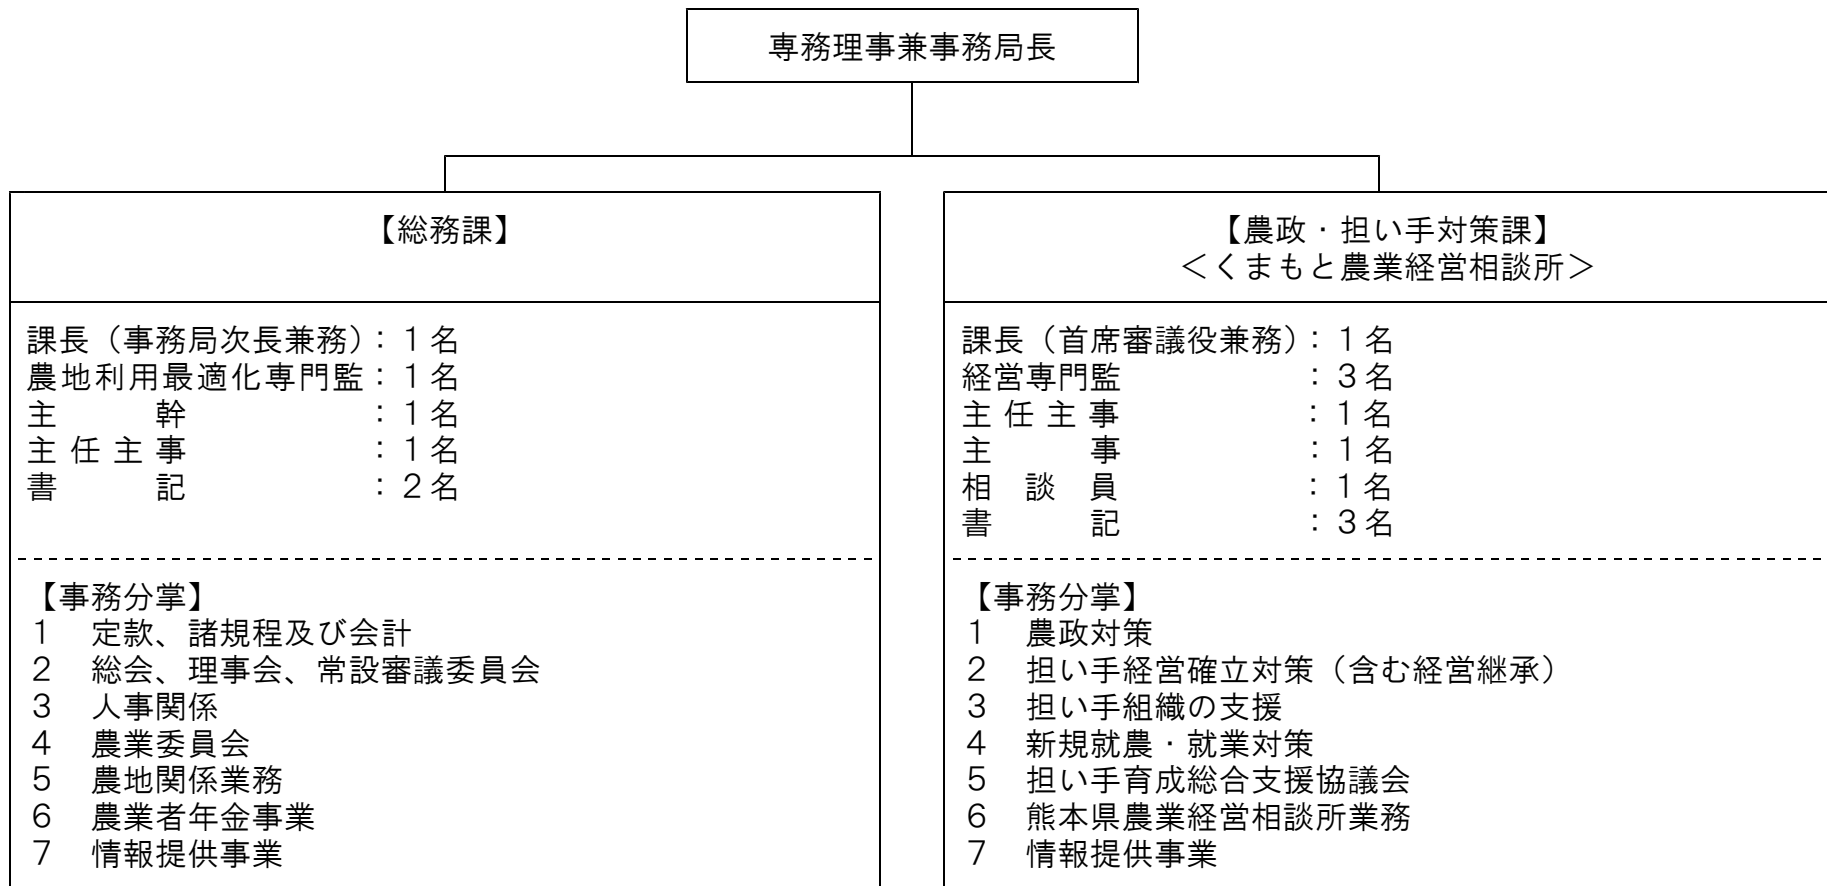 専務理事兼事務局長
【総務課】
課長（事務局次長兼務）：１名
農地利用最適化専門監：１名
主幹：１名
主任主事：１名
書記：２名
【事務分掌】
１　定款、諸規程及び会計
２　総会、理事会、常設審議委員会
３　人事関係
４　農業委員会
５　農地関係業務
６　農業者年金事業
７　情報提供事業
【農政・担い手対策課】
＜くまもと農業経営相談所＞
課長（首席審議役兼務）：１名
経営専門監：３名
主任主事：１名
主事：１名
相談員：１名
書記：３名
【事務分掌】
１　農政対策
２　担い手経営確立対策（含む経営継承）
３　担い手組織の支援
４　新規就農・就業対策
５　担い手育成総合支援協議会
６　熊本県農業経営相談所業務
７　情報提供事業